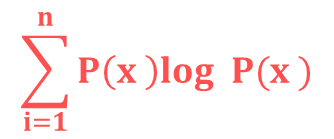 n
∑ P(x)log P(x)
i=1